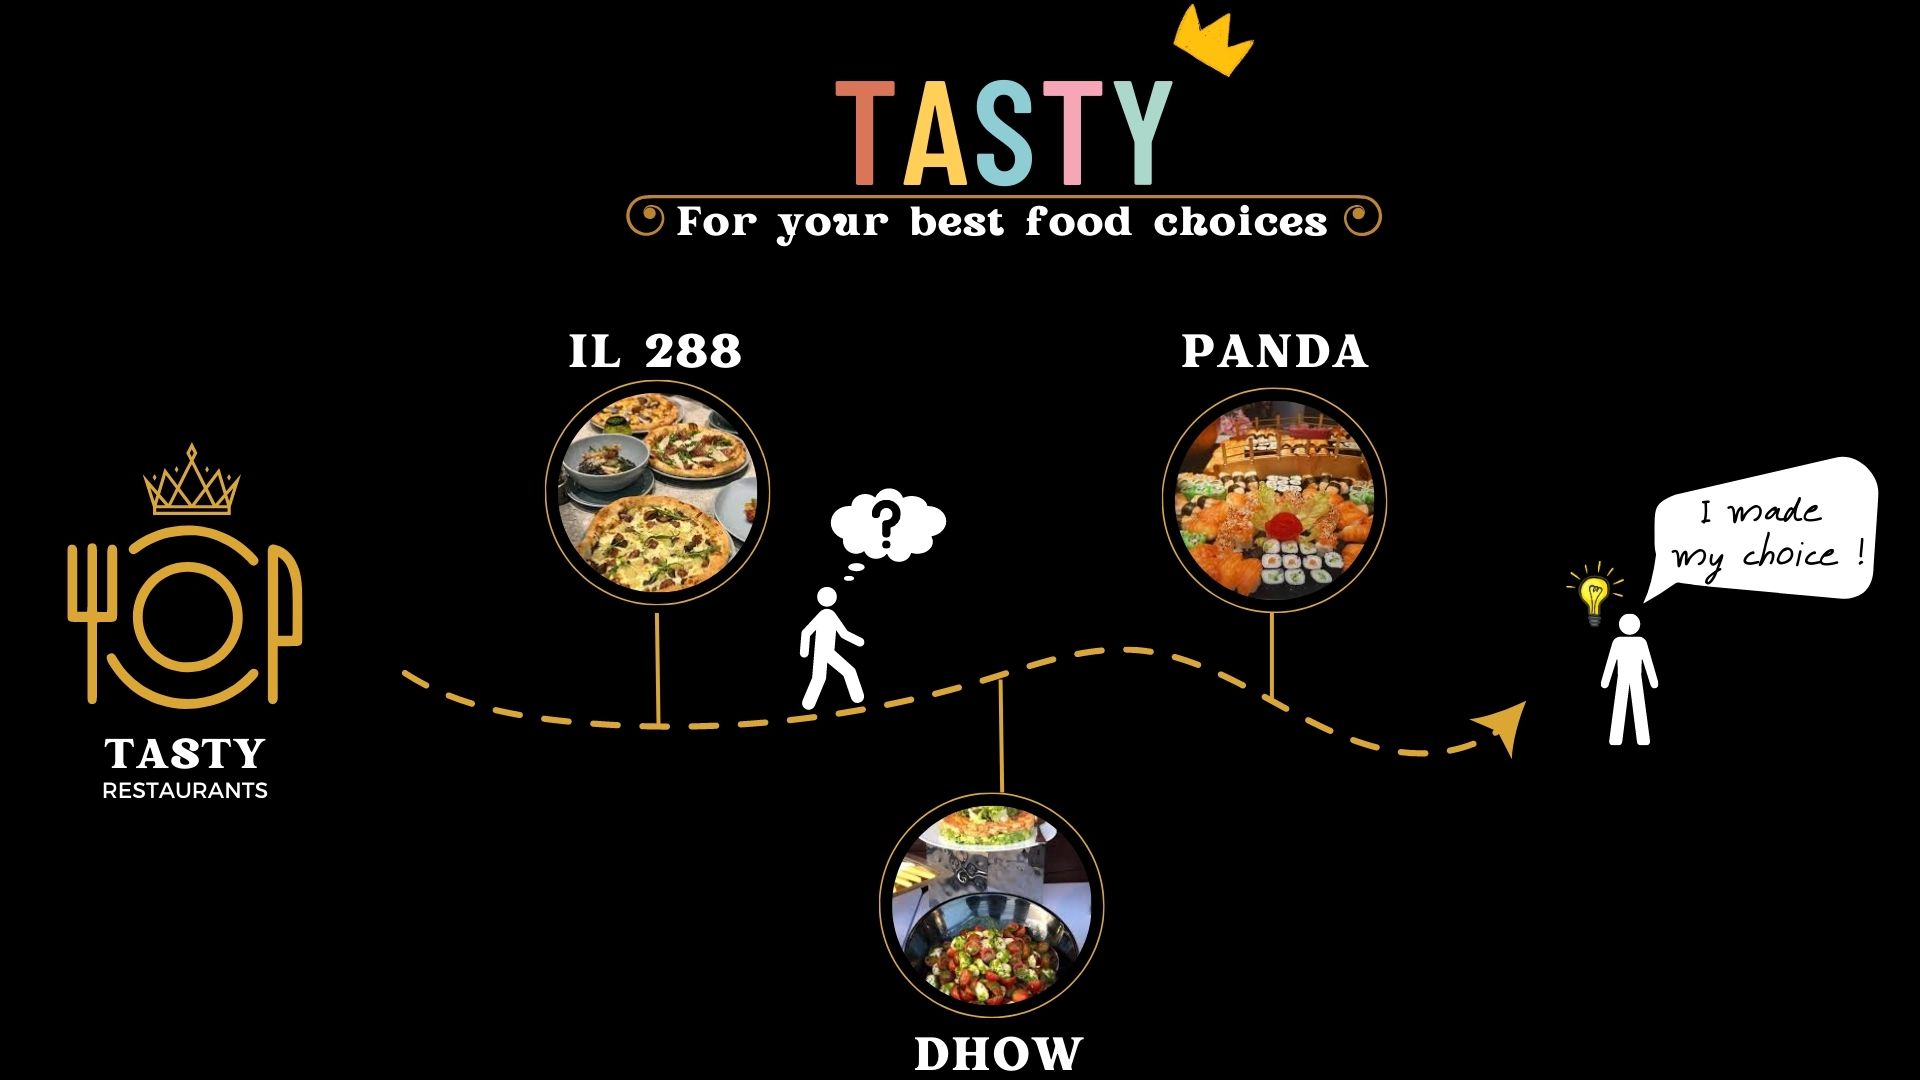 TASTY
For your best food choices
IL 288
PANDA
?
I made
my choice !
TASTY
RESTAURANTS
DHOW